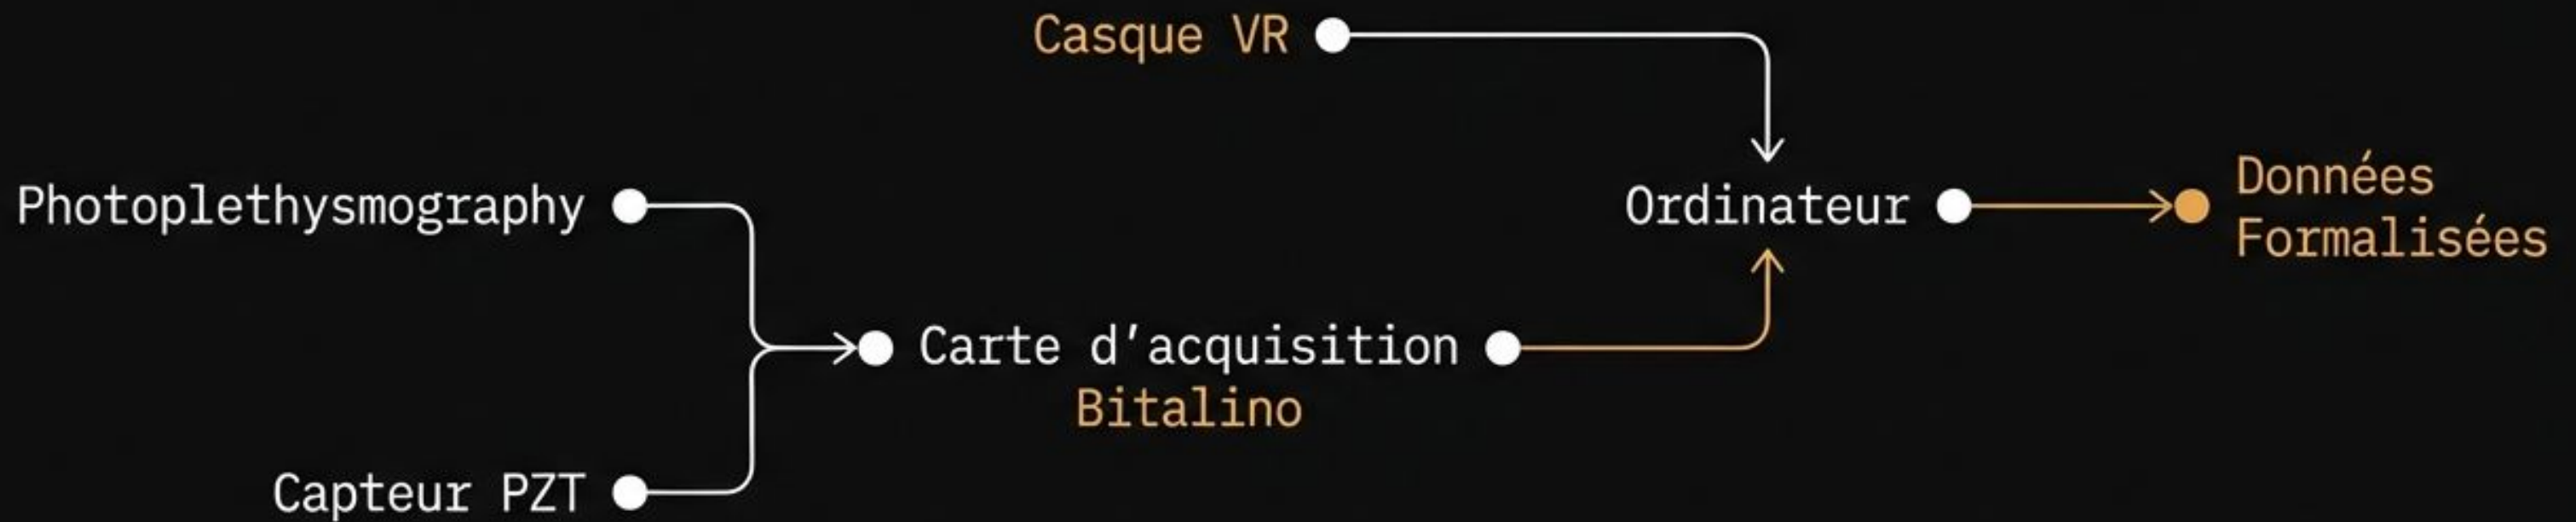 Casque VR
Photoplethysmography
Ordinateur
Données
Formalisées
Carte d'acquisition
Bitalino
Capteur PZT